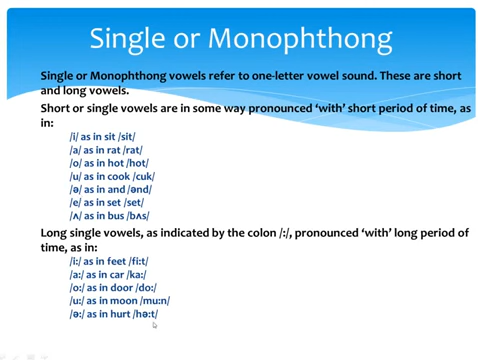 Single or Monophthong
Single or Monophthong vowels refer to one-letter vowel sound. These are short
and long vowels.
Short or single vowels are in some way pronounced ‘with’ short period of time, as
in:
/i/ as in sit /sit/
/a/ as in rat /rat/
/o/ as in hot /hot/
/u/ as in cook /cuk/
/ə/ as in and /ənd/
/e/ as in set /set/
/ʌ/ as in bus /bʌs/
Long single vowels, as indicated by the colon /:/, pronounced ‘with’ long period of
time, as in:
/i:/ as in feet /fi:t/
/a:/ as in car /ka:/
/o:/ as in door /do:/
/u:/ as in moon /mu:n/
/ə:/ as in hurt /hə:t/